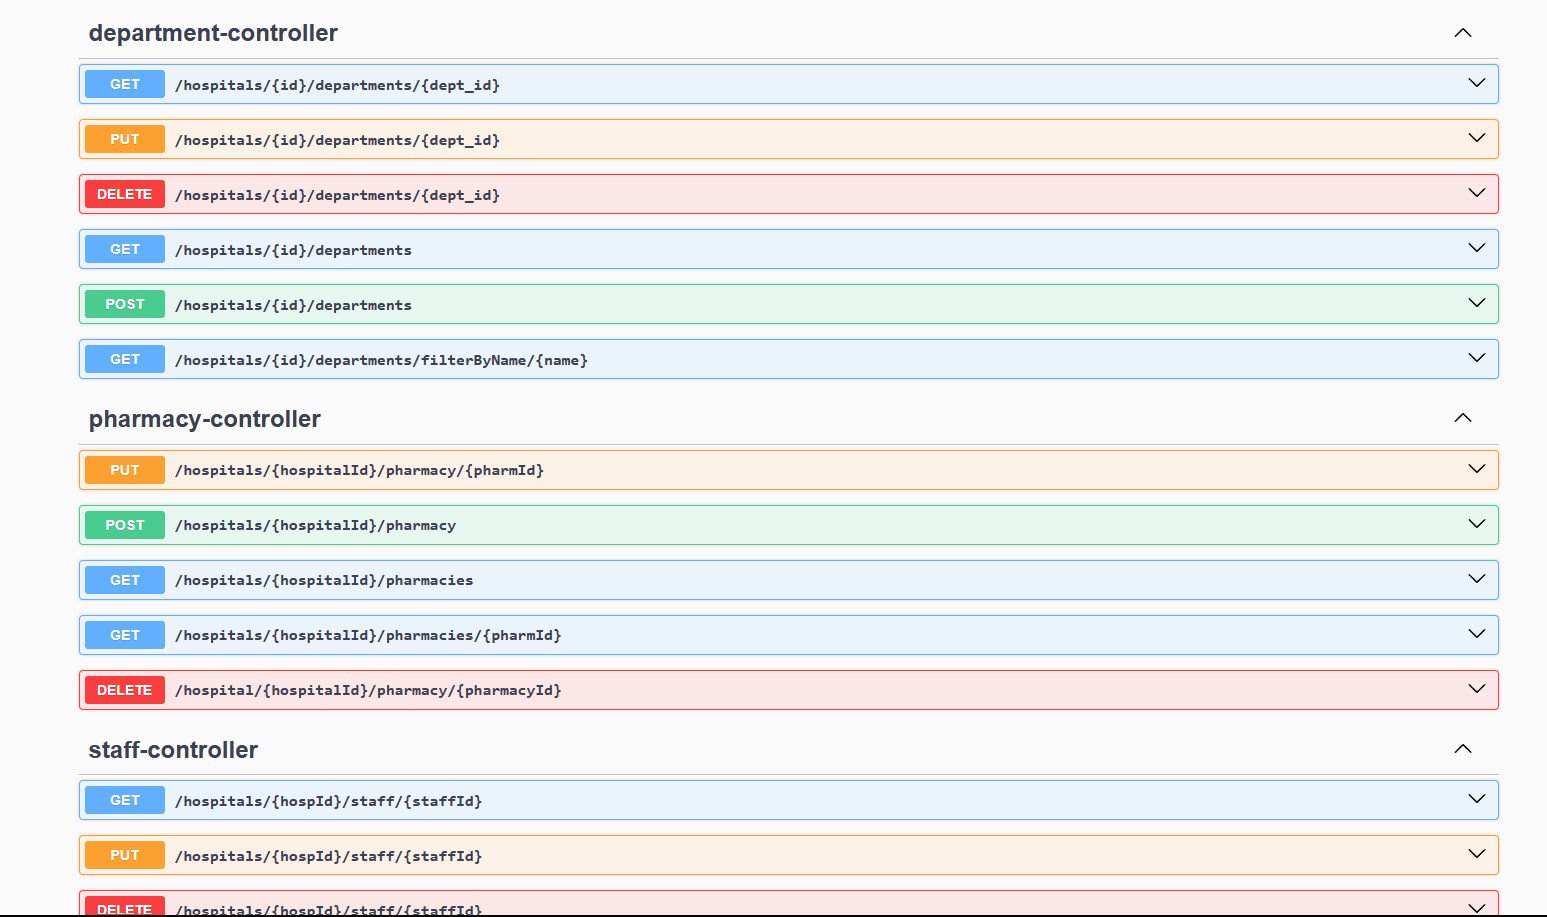 department-controller
GET /hospitals/{id}/departments/{dept_id}
PUT /hospitals/{id}/departments/{dept_id}
DELETE /hospitals/{id}/departments/{dept_id}
GET /hospitals/{id}/departments
POST /hospitals/{id}/departments
GET /hospitals/{id}/departments/filterByName/{name}
pharmacy-controller
PUT /hospitals/{hospitalId}/pharmacy/{pharmId}
POST /hospitals/{hospitalId}/pharmacy
GET /hospitals/{hospitalId}/pharmacies
GET /hospitals/{hospitalId}/pharmacies/{pharmId}
DELETE /hospital/{hospitalId}/pharmacy/{pharmacyId}
staff-controller
GET /hospitals/{hospId}/staff/{staffId}
PUT /hospitals/{hospId}/staff/{staffId}
DELETE /hospitals/{hospId}/staff/{staffId}